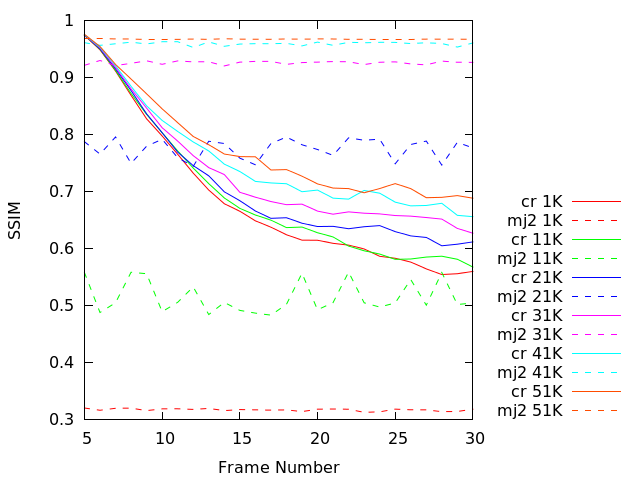 1
0.9
0.8
0.7
0.6
0.5
0.4
0.3
SSIM
5
10
15
20
25
30
Frame Number
cr 1K
mj2 1K
cr 11K
mj2 11K
cr 21K
mj2 21K
cr 31K
mj2 31K
cr 41K
mj2 41K
cr 51K
mj2 51K